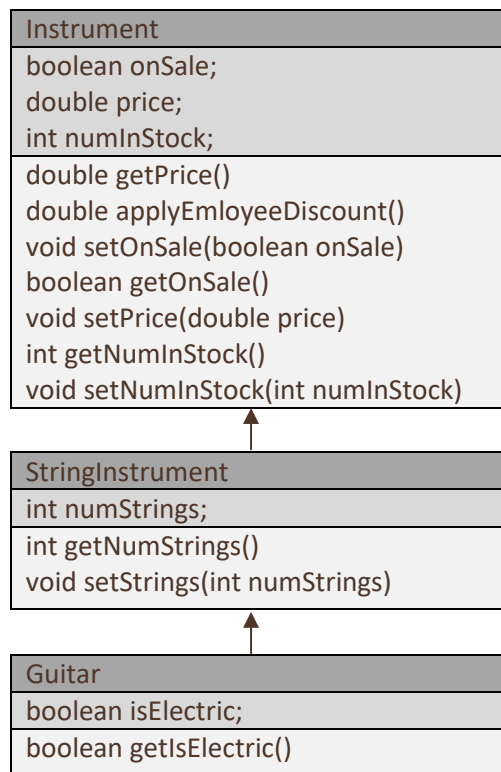 Instrument
boolean onSale;
double price;
int numInStock;
double getPrice()
double applyEmloyeeDiscount()
void setOnSale(boolean onSale)
boolean getOnSale()
void setPrice(double price)
int getNumInStock()
void setNumInStock(int numInStock)
StringInstrument
int numStrings;
int getNumStrings()
void setStrings(int numStrings)
Guitar
boolean isElectric;
boolean getIsElectric()